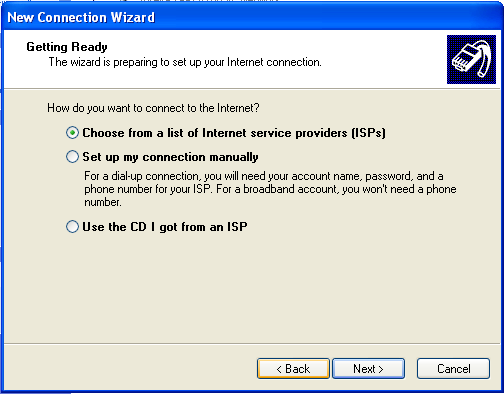 New Connection Wizard
Getting Ready
The wizard is preparing to set up your Internet connection.
How do you want to connect to the Internet?
Choose from a list of Internet service providers (ISPs)
Set up my connection manually
For a dial-up connection, you will need your account name, password, and a
phone number for your ISP. For a broadband account, you won't need a phone
number.
Use the CD I got from an ISP
< Back
Next >
Cancel